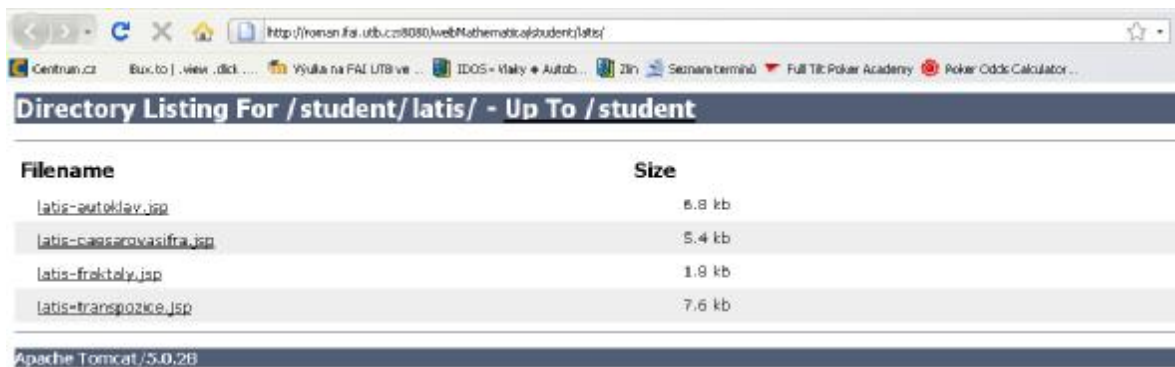 http://roman.fai.utb.cz:8080/webMathematica/student/latis/
Centrum.cz Bux.to | .view .click .... Výuka na FAI UTB ve ... IDOS - Vlaky + Autob... Zlín Seznam termínů Full Tilt Poker Academy Poker Odds Calculator ...
Directory Listing For /student/latis/ - Up To /student
Filename Size
latis-autoklav.jsp 6.8 kb
latis-caesarovasifra.jsp 5.4 kb
latis-fraktaly.jsp 1.8 kb
latis-transpozice.jsp 7.6 kb
Apache Tomcat/5.0.28